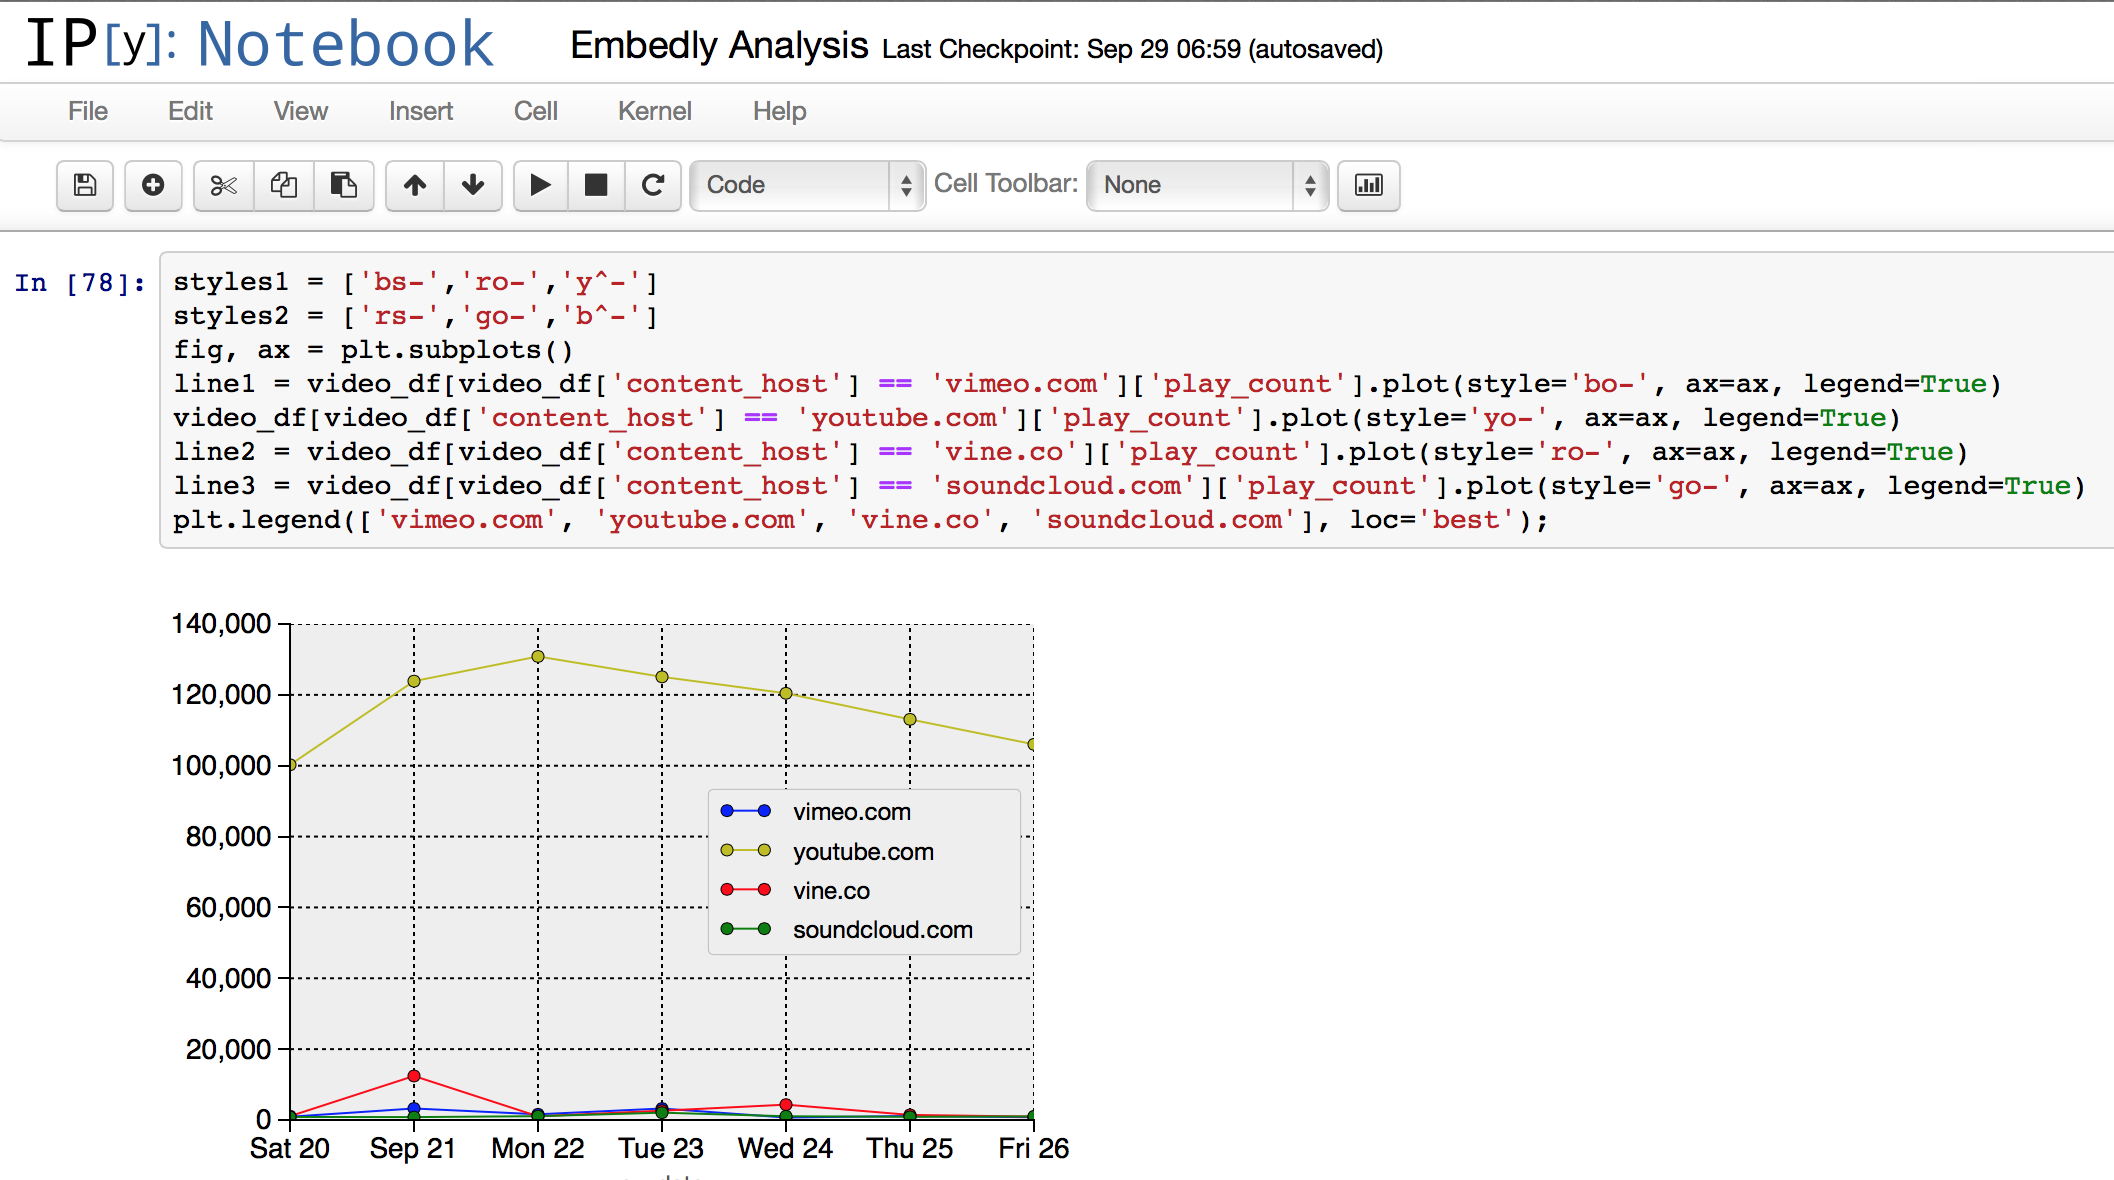 IP[y]: Notebook Embedly Analysis Last Checkpoint: Sep 29 06:59 (autosaved)
File Edit View Insert Cell Kernel Help
Code Cell Toolbar: None
In [78]: styles1 = ['bs-','ro-','y^-']
styles2 = ['rs-','go-','b^-']
fig, ax = plt.subplots()
line1 = video_df[video_df['content_host'] == 'vimeo.com']['play_count'].plot(style='bo-', ax=ax, legend=True)
video_df[video_df['content_host'] == 'youtube.com']['play_count'].plot(style='yo-', ax=ax, legend=True)
line2 = video_df[video_df['content_host'] == 'vine.co']['play_count'].plot(style='ro-', ax=ax, legend=True)
line3 = video_df[video_df['content_host'] == 'soundcloud.com']['play_count'].plot(style='go-', ax=ax, legend=True)
plt.legend(['vimeo.com', 'youtube.com', 'vine.co', 'soundcloud.com'], loc='best');
140,000
120,000
100,000
80,000
60,000
40,000
20,000
0
vimeo.com
youtube.com
vine.co
soundcloud.com
Sat 20 Sep 21 Mon 22 Tue 23 Wed 24 Thu 25 Fri 26